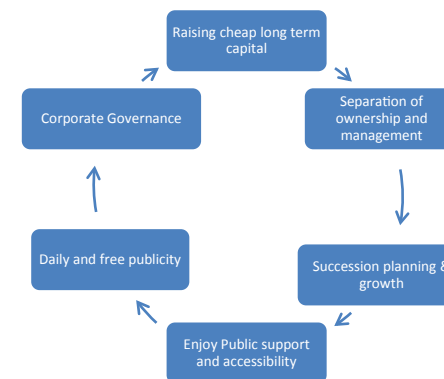 Raising cheap long term
capital
Separation of
ownership and
management
Succession planning &
growth
Enjoy Public support
and accessibility
Daily and free publicity
Corporate Governance